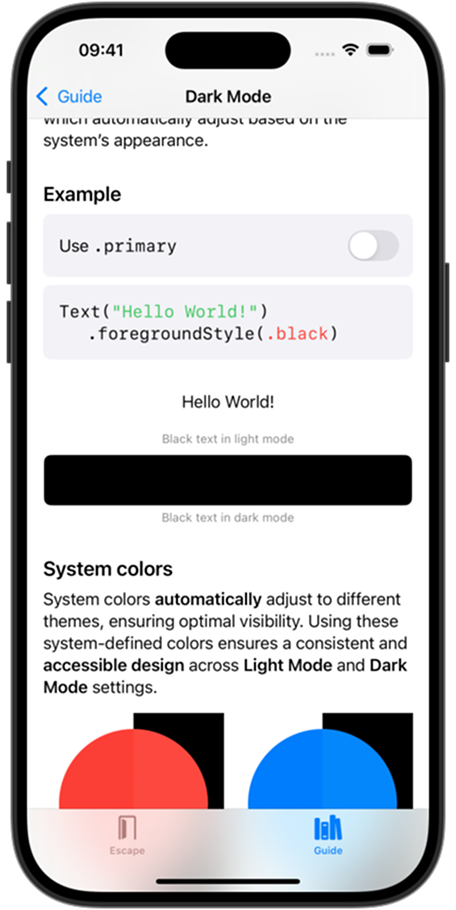 09:41
Guide
Dark Mode
which automatically adjust based on the
system’s appearance.
Example
Use .primary
Text("Hello World!")
.foregroundStyle(.black)
Hello World!
Black text in light mode
Black text in dark mode
System colors
System colors automatically adjust to different
themes, ensuring optimal visibility. Using these
system-defined colors ensures a consistent and
accessible design across Light Mode and Dark
Mode settings.
Escape
Guide